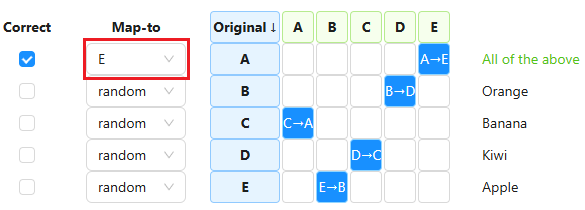 Correct Map-to Original ↓ A B C D E
E A A→E All of the above
random B B→D Orange
random C C→A Banana
random D D→C Kiwi
random E E→B Apple